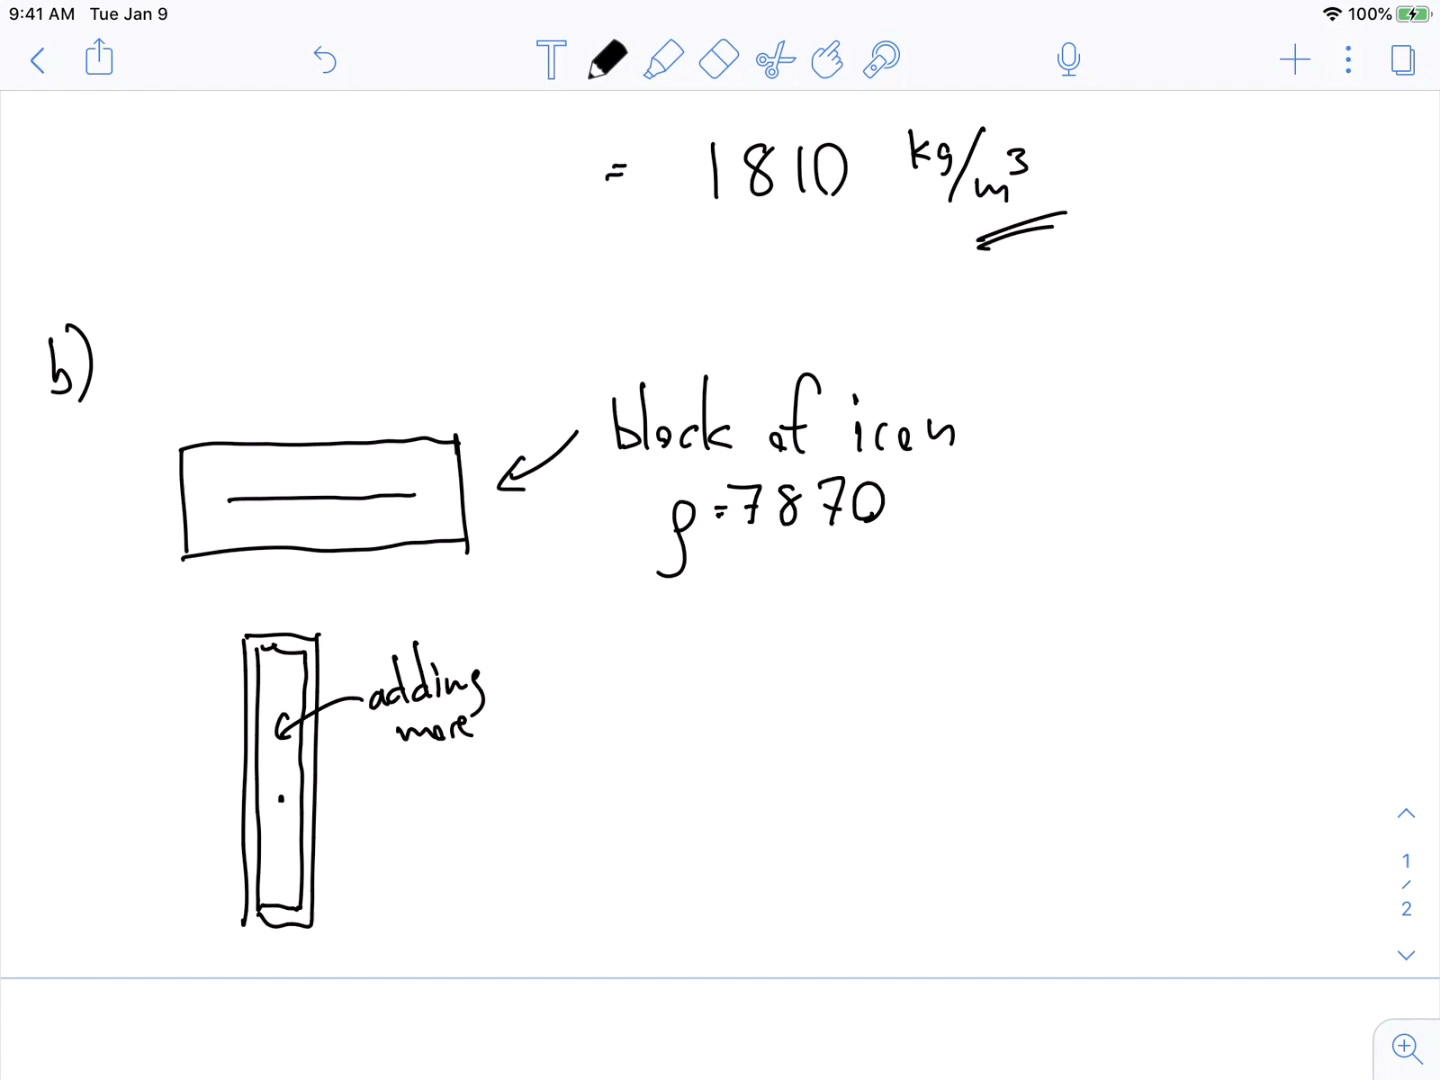 9:41 AM Tue Jan 9
100%
T
= 1810 kg/m³
b)
block of iron
ρ=7870
adding
more
1
/
2